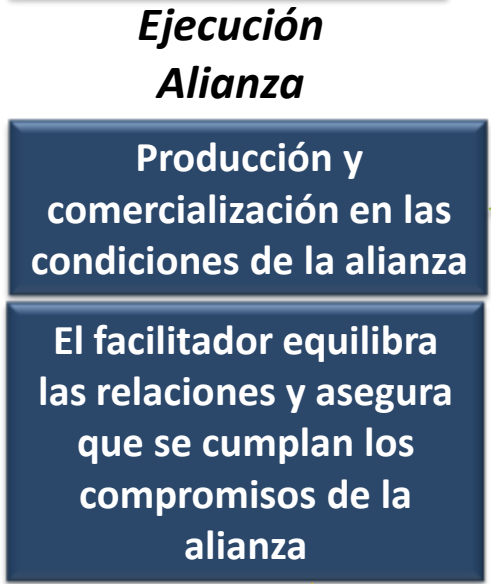 Ejecución
Alianza
Producción y
comercialización en las
condiciones de la alianza
El facilitador equilibra
las relaciones y asegura
que se cumplan los
compromisos de la
alianza